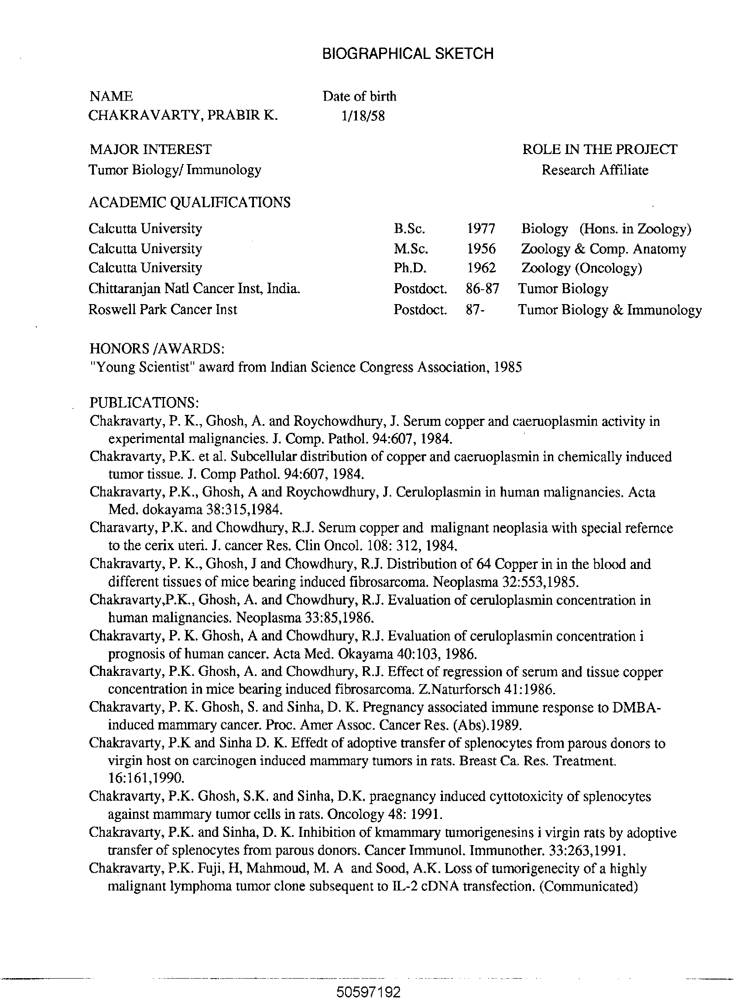 BIOGRAPHICAL SKETCH
NAME Date of birth
CHAKRAVARTY, PRABIR K. 1/18/58
MAJOR INTEREST ROLE IN THE PROJECT
Tumor Biology/ Immunology Research Affiliate
ACADEMIC QUALIFICATIONS
Calcutta University B.Sc. 1977 Biology (Hons. in Zoology)
Calcutta University M.Sc. 1956 Zoology & Comp. Anatomy
Calcutta University Ph.D. 1962 Zoology (Oncology)
Chittaranjan Natl Cancer Inst, India. Postdoct. 86-87 Tumor Biology
Roswell Park Cancer Inst Postdoct. 87- Tumor Biology & Immunology
HONORS /AWARDS:
"Young Scientist" award from Indian Science Congress Association, 1985
PUBLICATIONS:
Chakravarty, P. K., Ghosh, A. and Roychowdhury, J. Serum copper and caeruoplasmin activity in
experimental malignancies. J. Comp. Pathol. 94:607, 1984.
Chakravarty, P.K. et al. Subcellular distribution of copper and caeruoplasmin in chemically induced
tumor tissue. J. Comp Pathol. 94:607, 1984.
Chakravarty, P.K., Ghosh, A and Roychowdhury, J. Ceruloplasmin in human malignancies. Acta
Med. dokayama 38:315,1984.
Charavarty, P.K. and Chowdhury, R.J. Serum copper and malignant neoplasia with special refernce
to the cerix uteri. J. cancer Res. Clin Oncol. 108: 312, 1984.
Chakravarty, P. K., Ghosh, J and Chowdhury, R.J. Distribution of 64 Copper in in the blood and
different tissues of mice bearing induced fibrosarcoma. Neoplasma 32:553,1985.
Chakravarty,P.K., Ghosh, A. and Chowdhury, R.J. Evaluation of ceruloplasmin concentration in
human malignancies. Neoplasma 33:85,1986.
Chakravarty, P. K. Ghosh, A and Chowdhury, R.J. Evaluation of ceruloplasmin concentration i
prognosis of human cancer. Acta Med. Okayama 40:103, 1986.
Chakravarty, P.K. Ghosh, A. and Chowdhury, R.J. Effect of regression of serum and tissue copper
concentration in mice bearing induced fibrosarcoma. Z.Naturforsch 41:1986.
Chakravarty, P. K. Ghosh, S. and Sinha, D. K. Pregnancy associated immune response to DMBA-
induced mammary cancer. Proc. Amer Assoc. Cancer Res. (Abs).1989.
Chakravarty, P.K and Sinha D. K. Effedt of adoptive transfer of splenocytes from parous donors to
virgin host on carcinogen induced mammary tumors in rats. Breast Ca. Res. Treatment.
16:161,1990.
Chakravarty, P.K. Ghosh, S.K. and Sinha, D.K. praegnancy induced cyttotoxicity of splenocytes
against mammary tumor cells in rats. Oncology 48: 1991.
Chakravarty, P.K. and Sinha, D. K. Inhibition of kmammary tumorigenesins i virgin rats by adoptive
transfer of splenocytes from parous donors. Cancer Immunol. Immunother. 33:263,1991.
Chakravarty, P.K. Fuji, H, Mahmoud, M. A and Sood, A.K. Loss of tumorigenecity of a highly
malignant lymphoma tumor clone subsequent to IL-2 cDNA transfection. (Communicated)
50597192